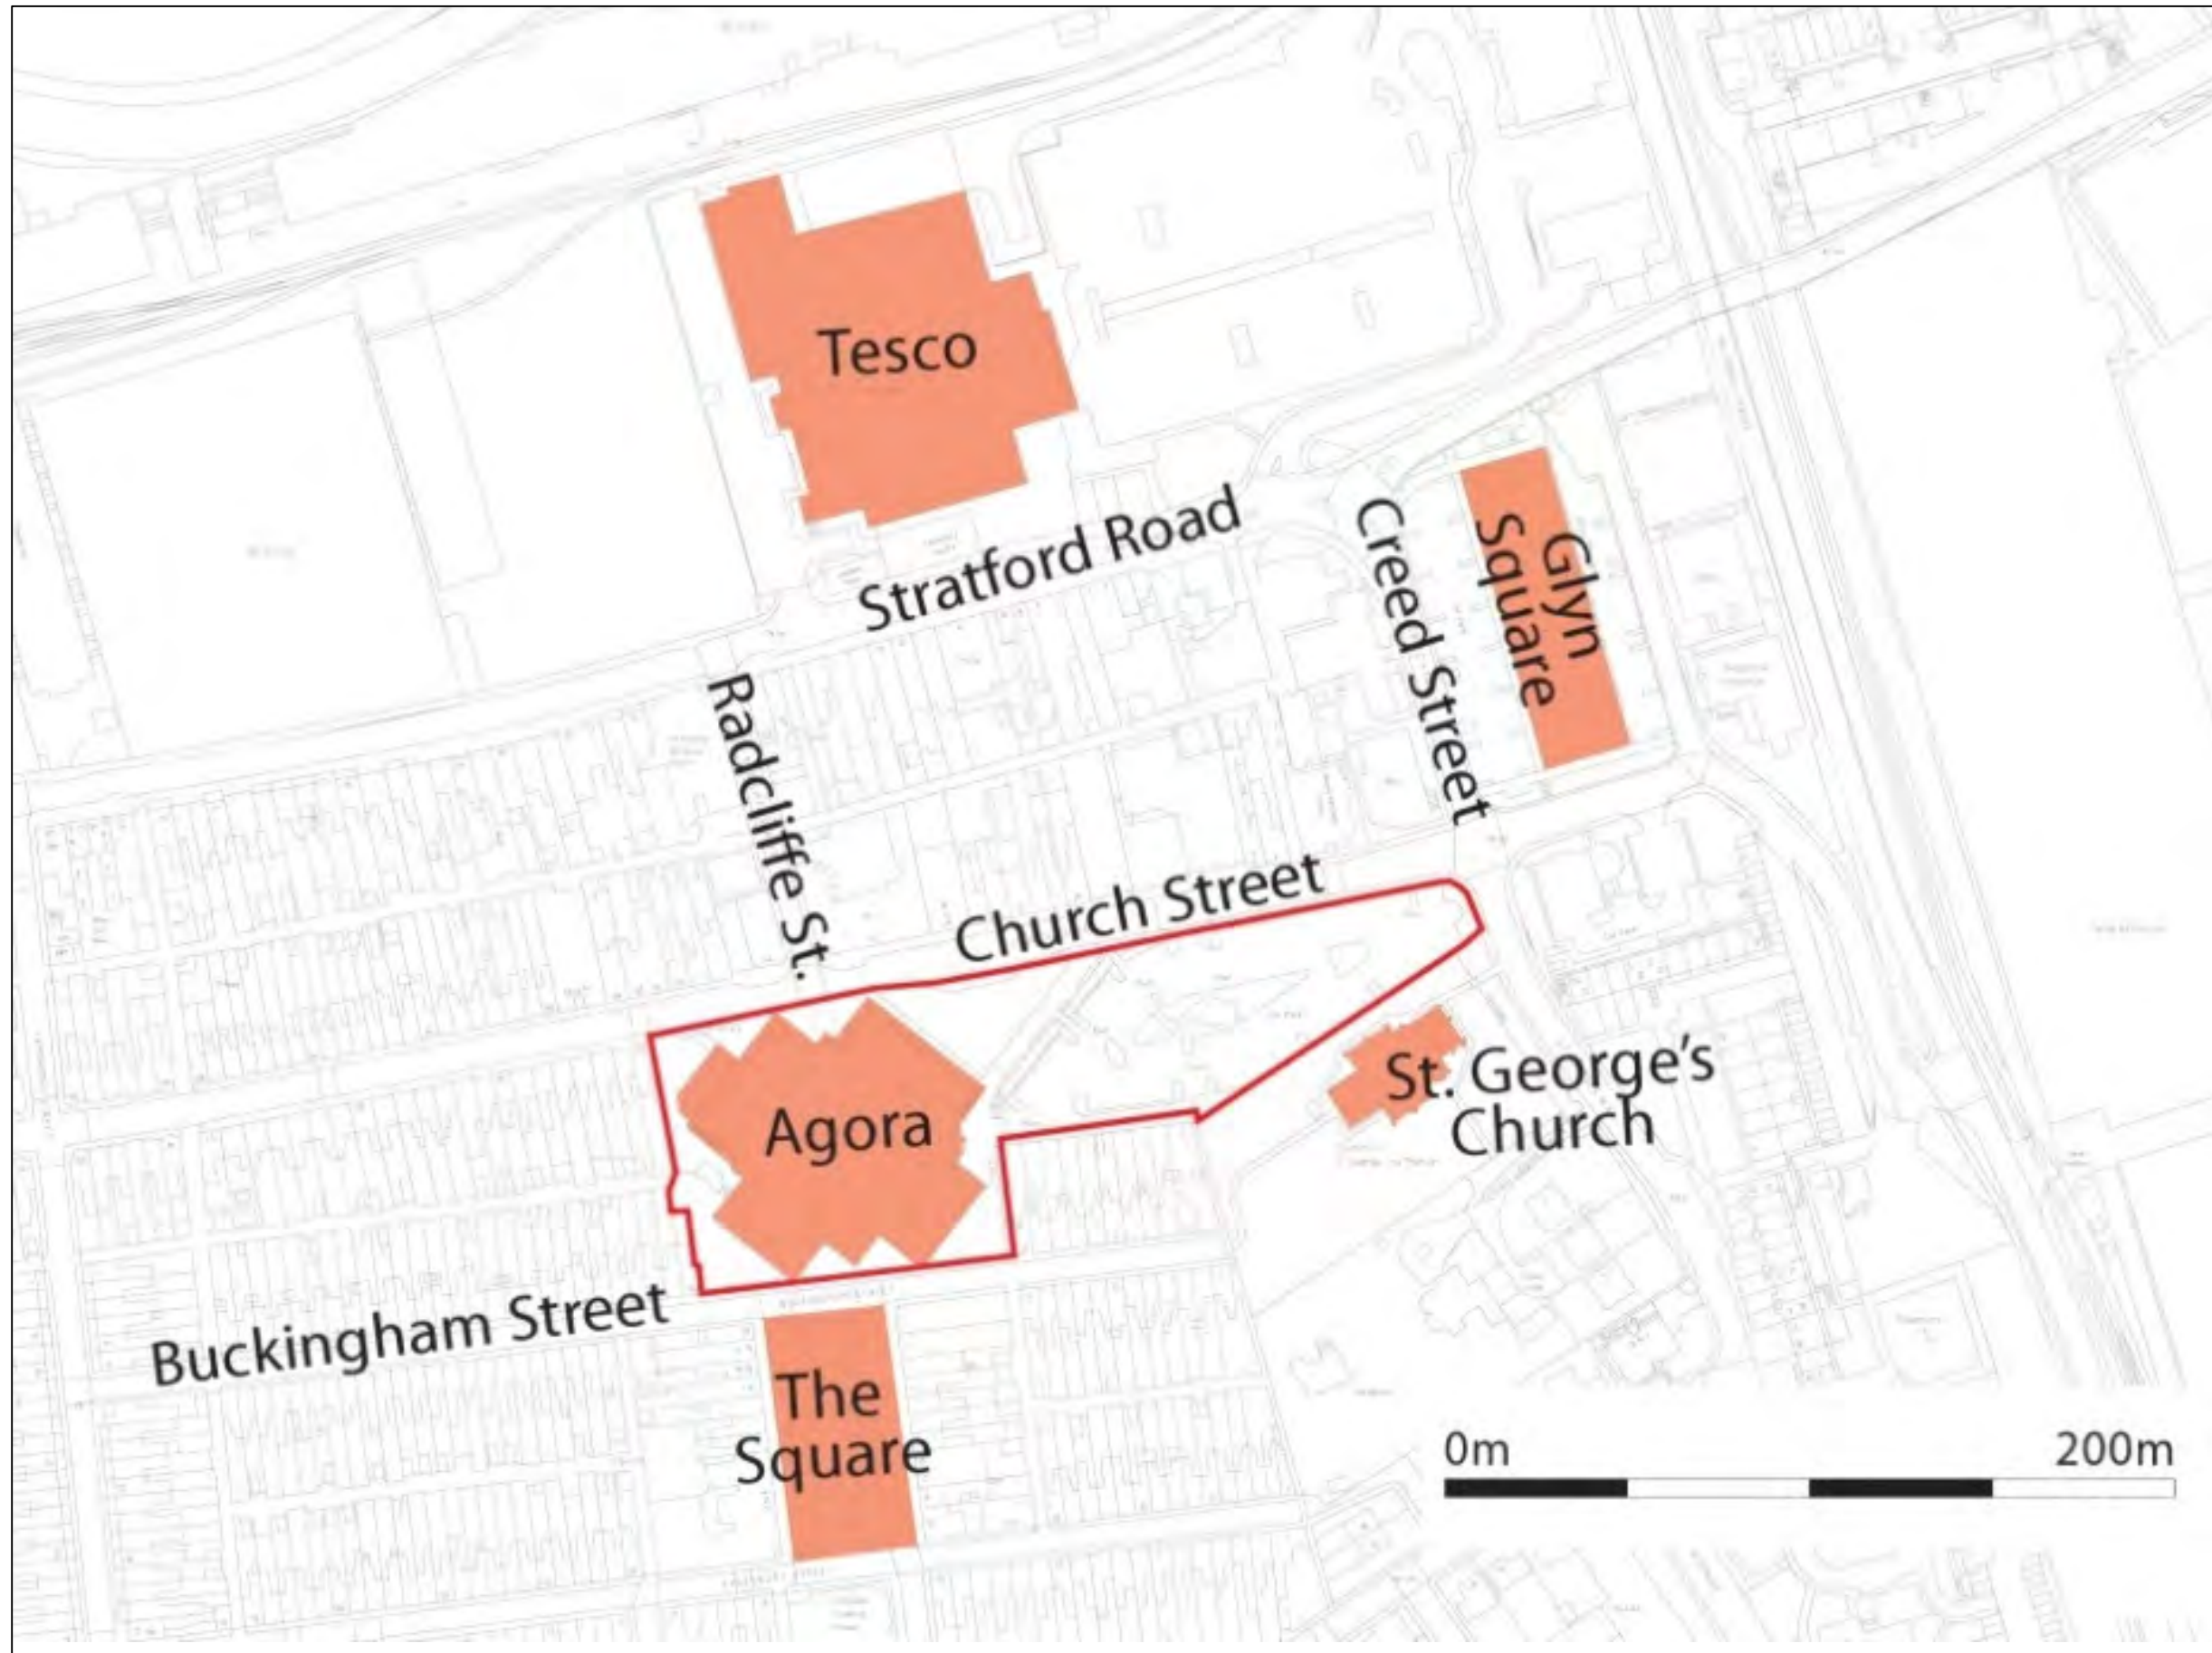 Tesco
Stratford Road
Creed Street
Glyn
Square
Radcliffe St.
Church Street
Agora
St. George's
Church
Buckingham Street
The
Square
0m
200m